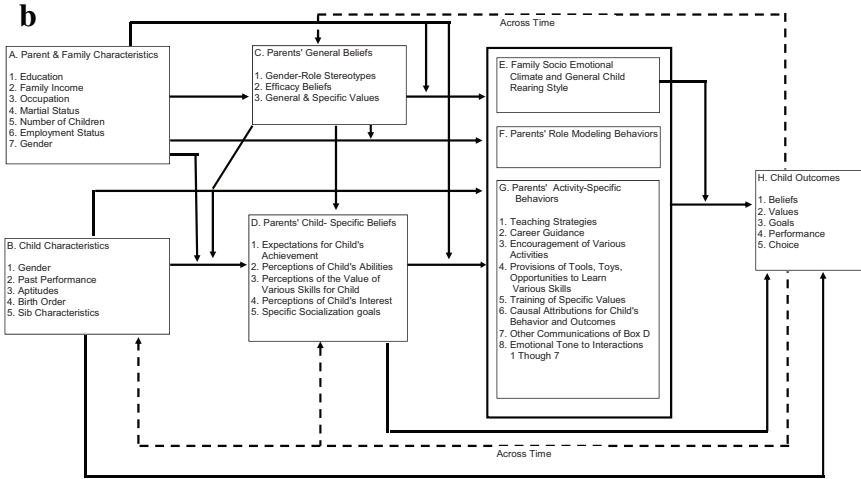 b
Across Time
A. Parent & Family Characteristics
1. Education
2. Family Income
3. Occupation
4. Martial Status
5. Number of Children
6. Employment Status
7. Gender
C. Parents' General Beliefs
1. Gender-Role Stereotypes
2. Efficacy Beliefs
3. General & Specific Values
E. Family Socio Emotional
Climate and General Child
Rearing Style
F. Parents' Role Modeling Behaviors
G. Parents' Activity-Specific
Behaviors
1. Teaching Strategies
2. Career Guidance
3. Encouragement of Various
Activities
4. Provisions of Tools, Toys,
Opportunities to Learn
Various Skills
5. Training of Specific Values
6. Causal Attributions for Child's
Behavior and Outcomes
7. Other Communications of Box D
8. Emotional Tone to Interactions
1 Though 7
H. Child Outcomes
1. Beliefs
2. Values
3. Goals
4. Performance
5. Choice
B. Child Characteristics
1. Gender
2. Past Performance
3. Aptitudes
4. Birth Order
5. Sib Characteristics
D. Parents' Child- Specific Beliefs
1. Expectations for Child's
Achievement
2. Perceptions of Child's Abilities
3. Perceptions of the Value of
Various Skills for Child
4. Perceptions of Child's Interest
5. Specific Socialization goals
Across Time